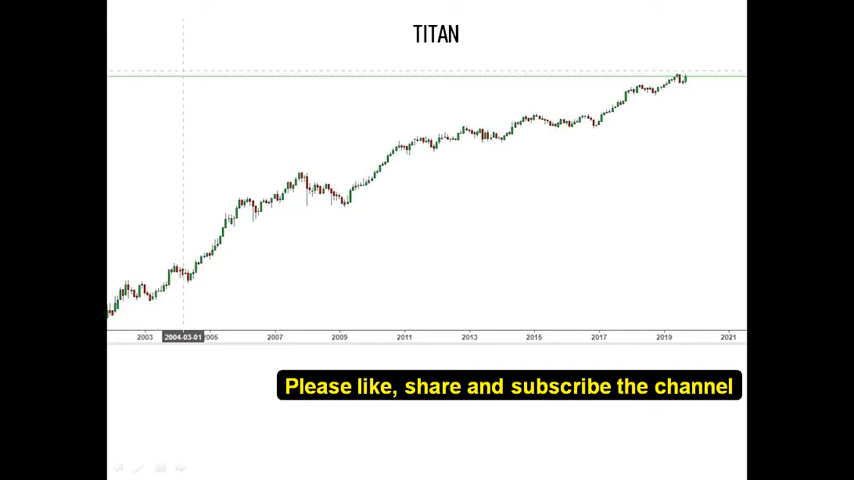 TITAN
2003 2004-03-01 2005 2007 2009 2011 2013 2015 2017 2019 2021
Please like, share and subscribe the channel